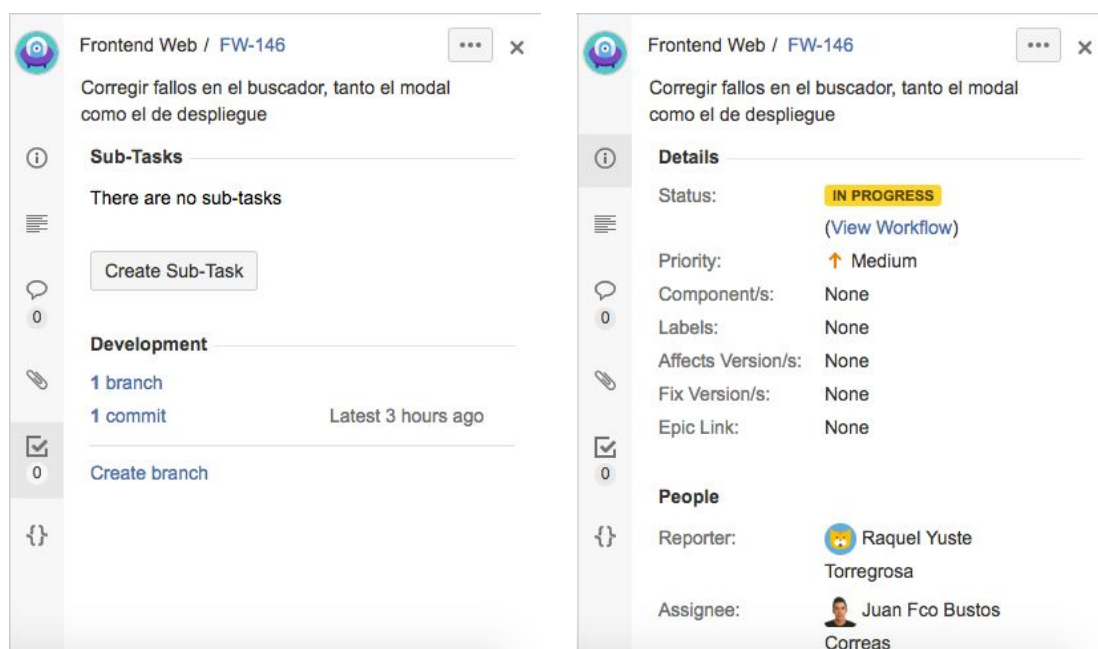 Frontend Web / FW-146
Corregir fallos en el buscador, tanto el modal
como el de despliegue
Sub-Tasks
There are no sub-tasks
Create Sub-Task
0
Development
1 branch
1 commit Latest 3 hours ago
0
Create branch
{}
Frontend Web / FW-146
Corregir fallos en el buscador, tanto el modal
como el de despliegue
Details
Status: IN PROGRESS
(View Workflow)
Priority: Medium
Component/s: None
0
Labels: None
Affects Version/s: None
Fix Version/s: None
Epic Link: None
0
People
{}
Reporter: Raquel Yuste
Torregrosa
Assignee: Juan Fco Bustos
Correas